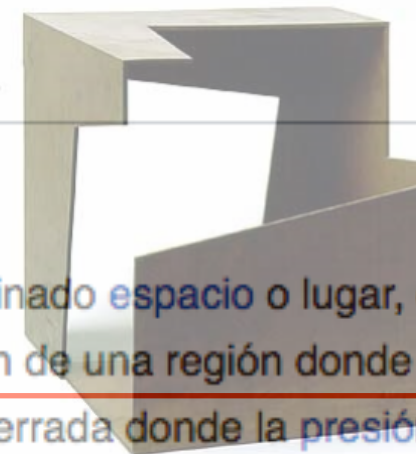 inado espacio o lugar,
n de una región donde
errada donde la presió